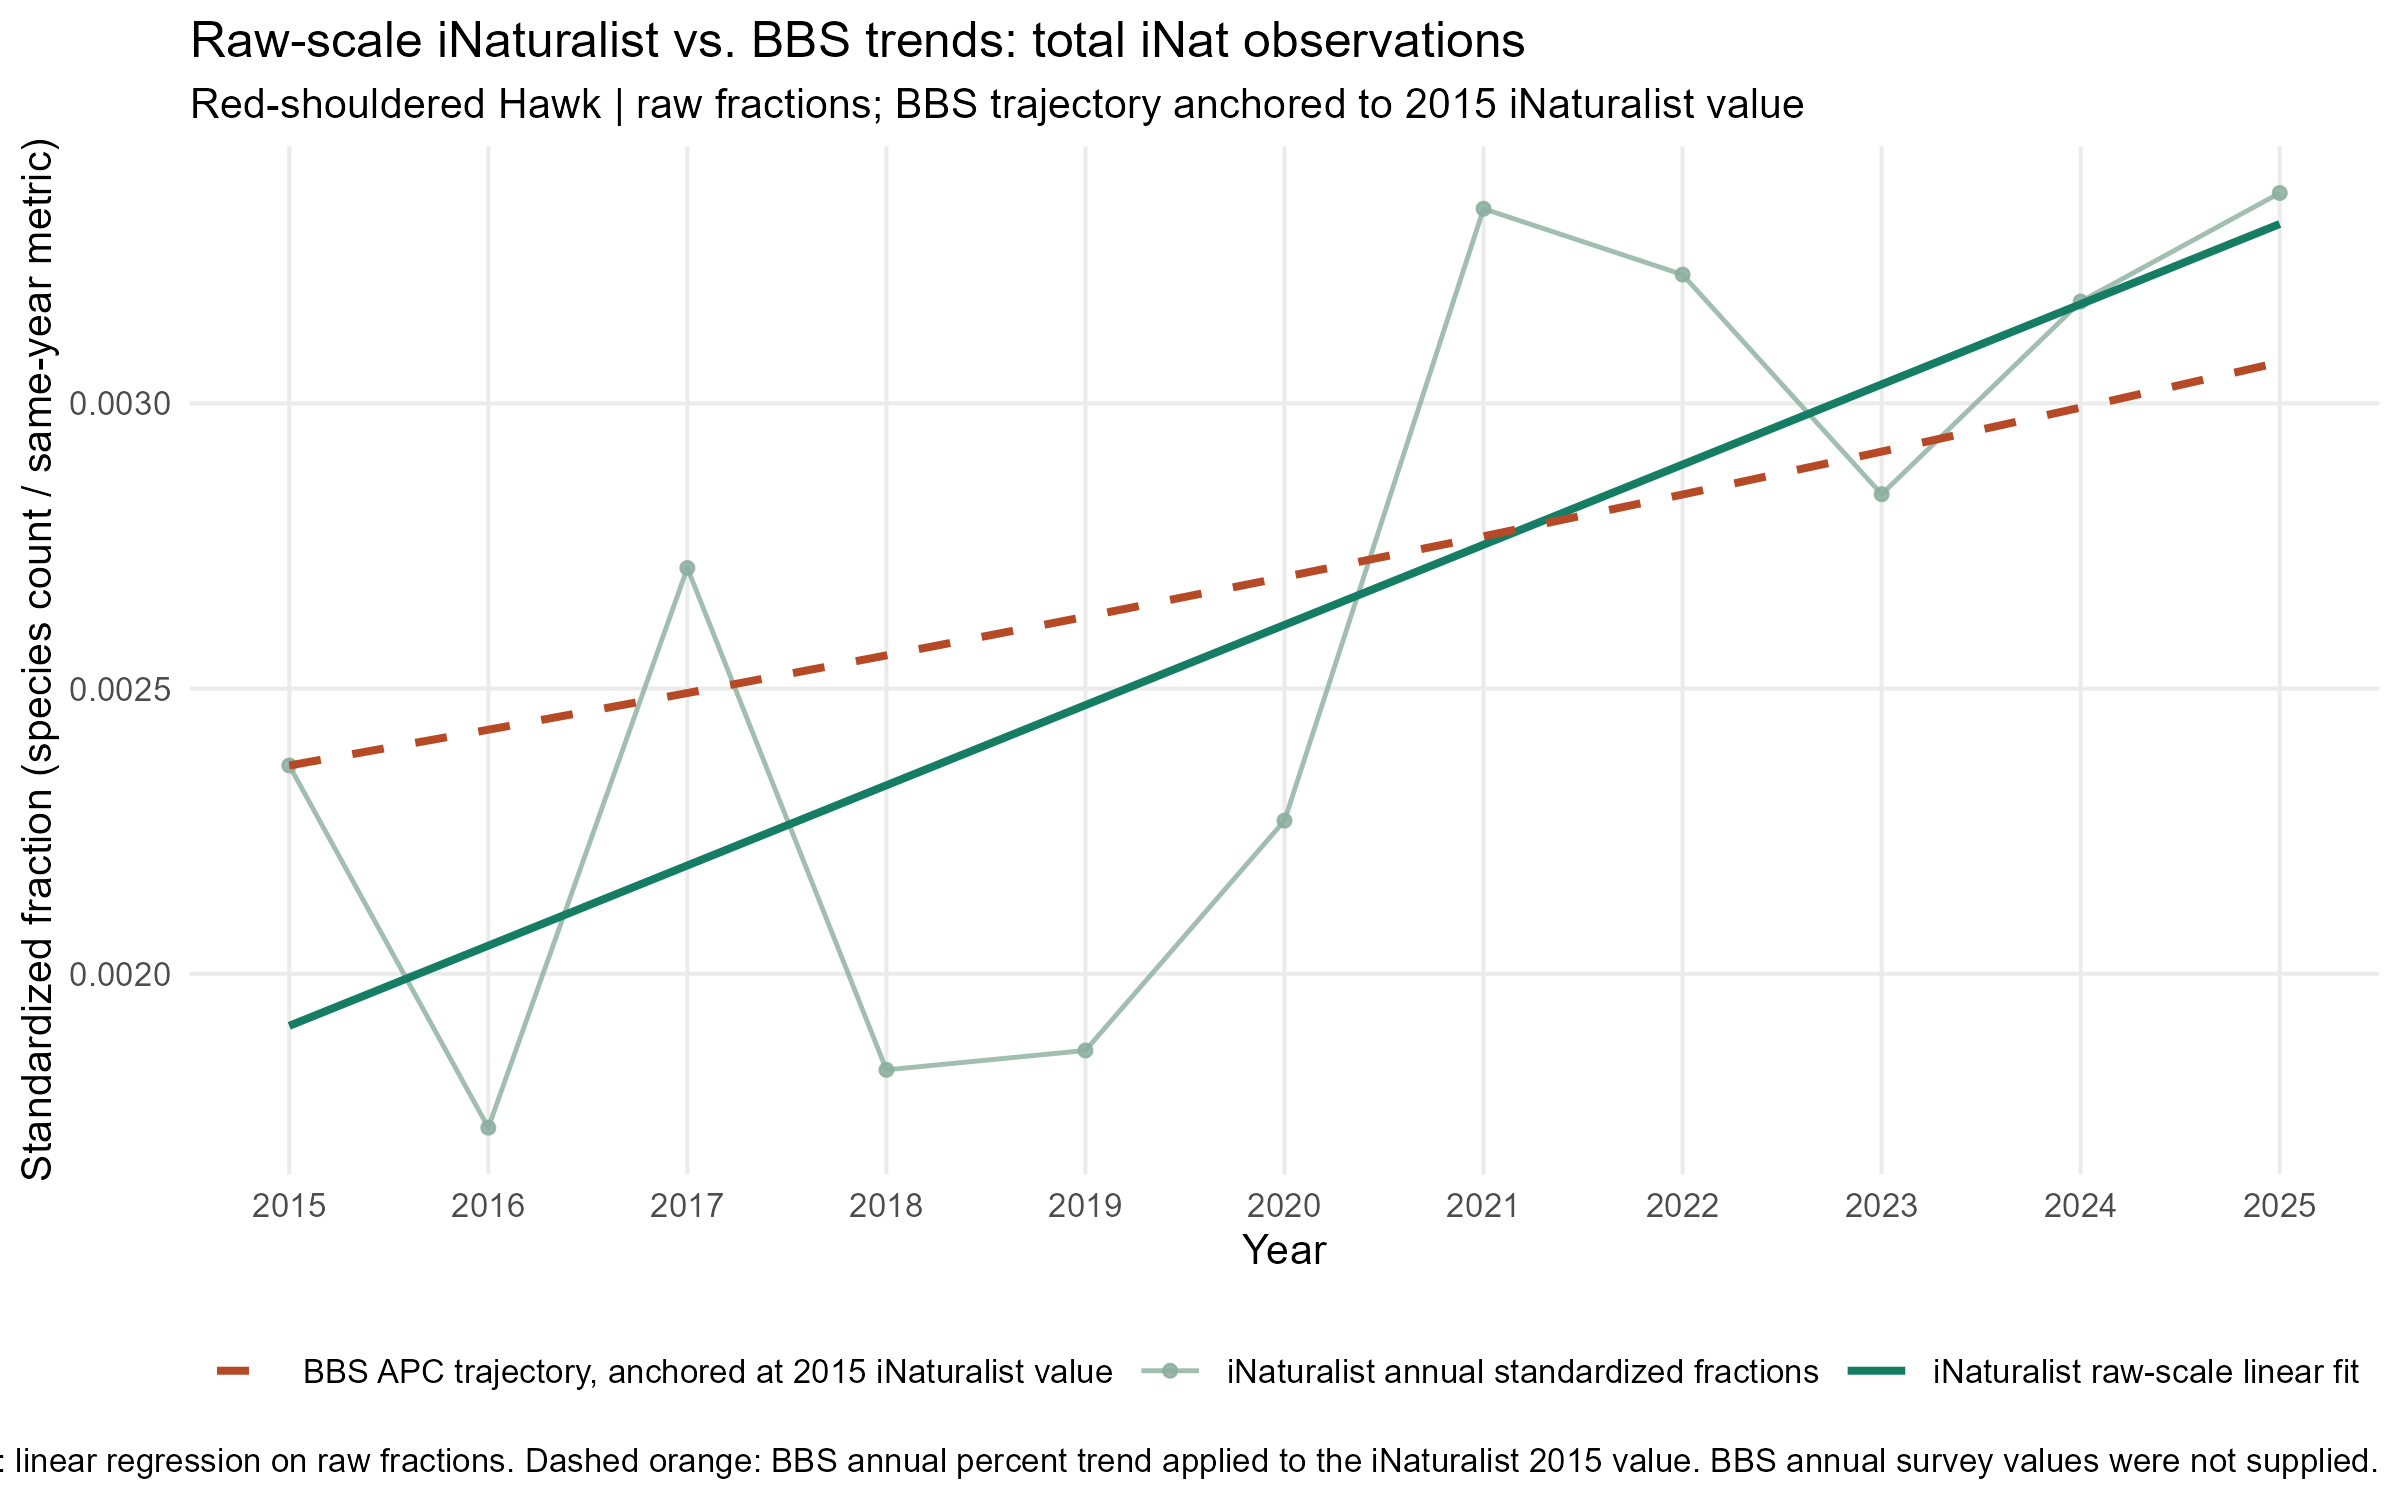 Raw-scale iNaturalist vs. BBS trends: total iNat observations
Red-shouldered Hawk | raw fractions; BBS trajectory anchored to 2015 iNaturalist value
Standardized fraction (species count / same-year metric)
0.0030
0.0025
0.0020
2015 2016 2017 2018 2019 2020 2021 2022 2023 2024 2025
Year
BBS APC trajectory, anchored at 2015 iNaturalist value iNaturalist annual standardized fractions iNaturalist raw-scale linear fit
: linear regression on raw fractions. Dashed orange: BBS annual percent trend applied to the iNaturalist 2015 value. BBS annual survey values were not supplied.